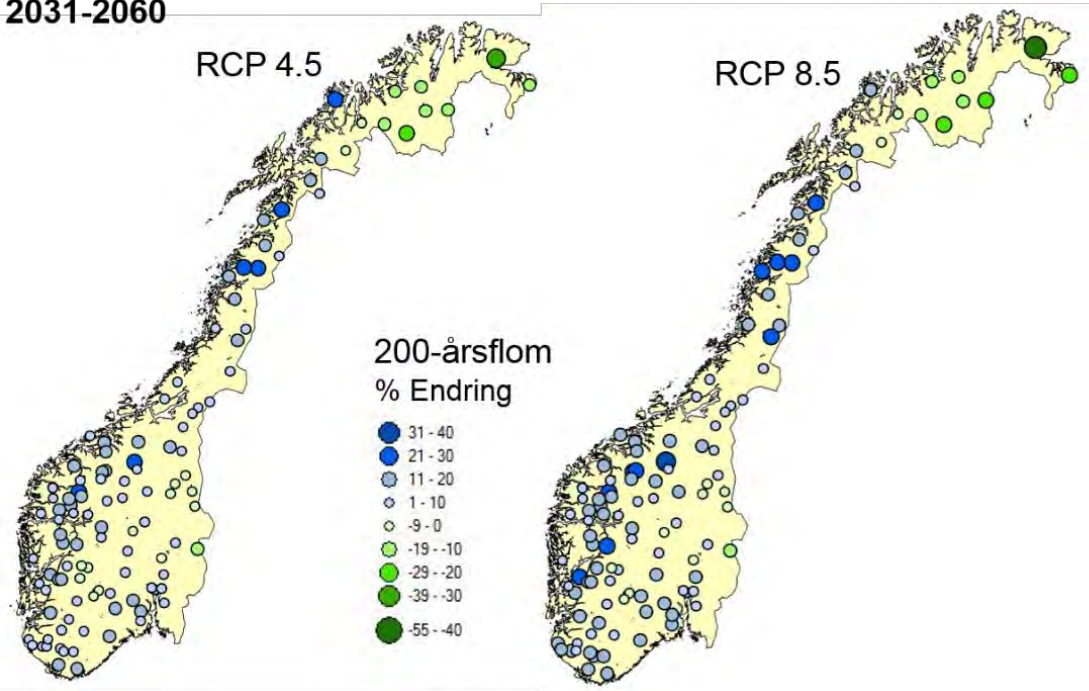 2031-2060
RCP 4.5
RCP 8.5
200-årsflom
% Endring
31 - 40
21 - 30
11 - 20
1 - 10
-9 - 0
-19 - -10
-29 - -20
-39 - -30
-55 - -40